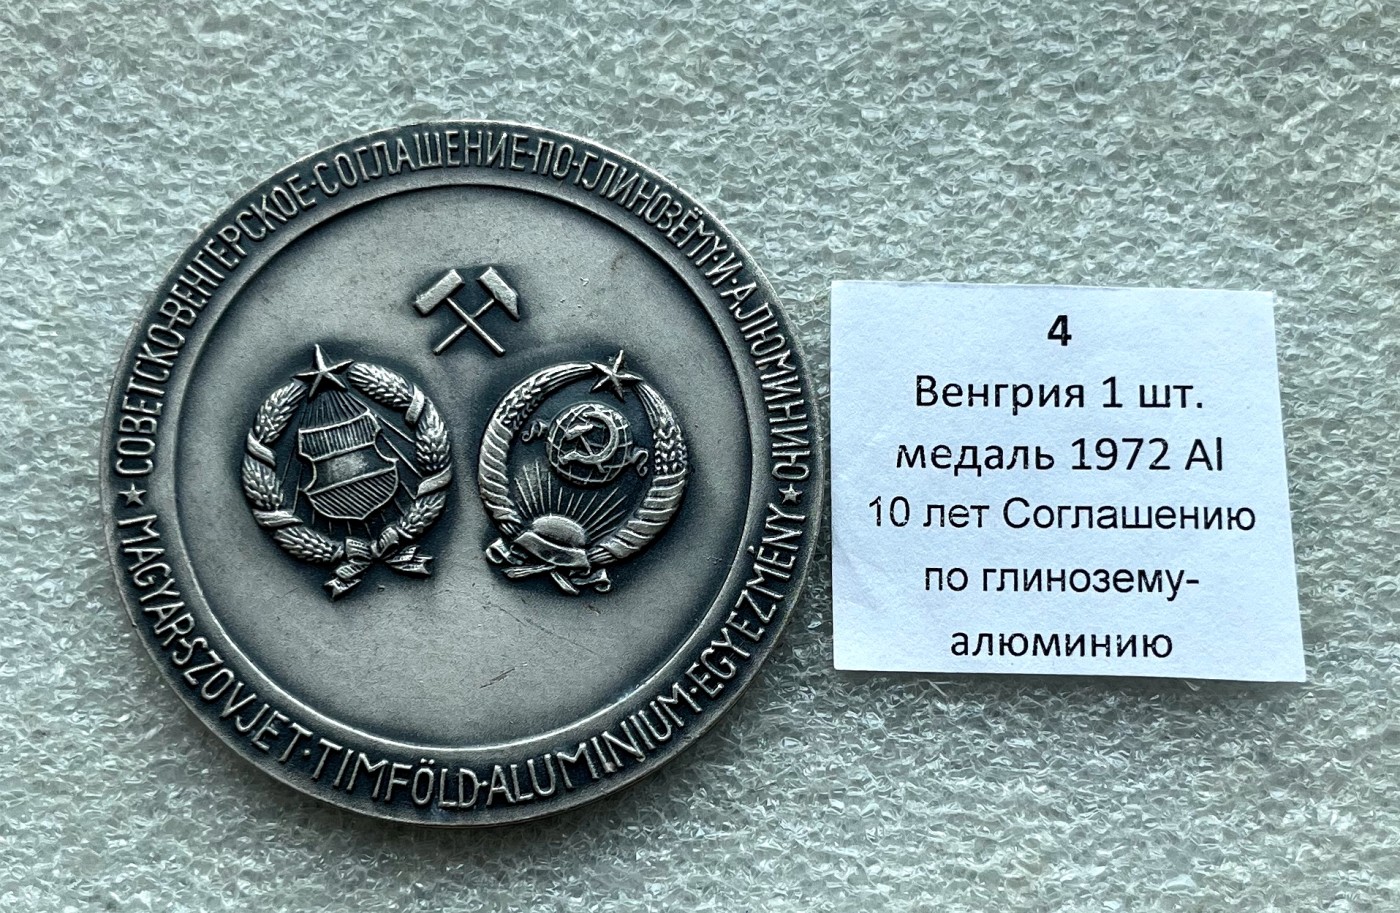 СОВЕТСКО-ВЕНГЕРСКОЕ·СОГЛАШЕНИЕ·ПО·ГЛИНОЗЁМУ·И·АЛЮМИНИЮ
MAGYAR-SZOVJET·TIMFÖLD-ALUMINIUM·EGYEZMÉNY
4
Венгрия 1 шт.
медаль 1972 Al
10 лет Соглашению
по глинозему-
алюминию